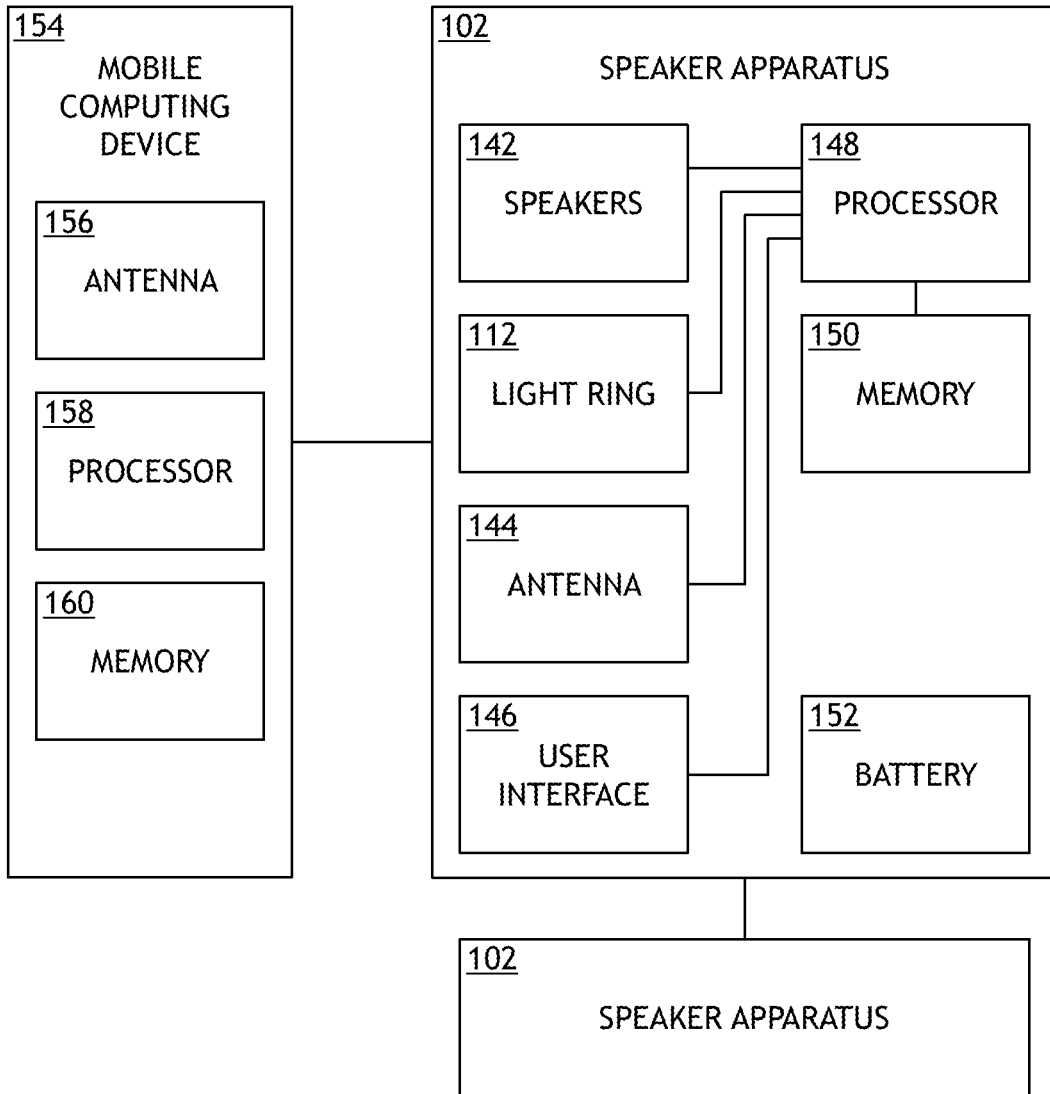 154
MOBILE
COMPUTING
DEVICE
156
ANTENNA
158
PROCESSOR
160
MEMORY
102
SPEAKER APPARATUS
142
SPEAKERS
148
PROCESSOR
112
LIGHT RING
150
MEMORY
144
ANTENNA
146
USER
INTERFACE
152
BATTERY
102
SPEAKER APPARATUS